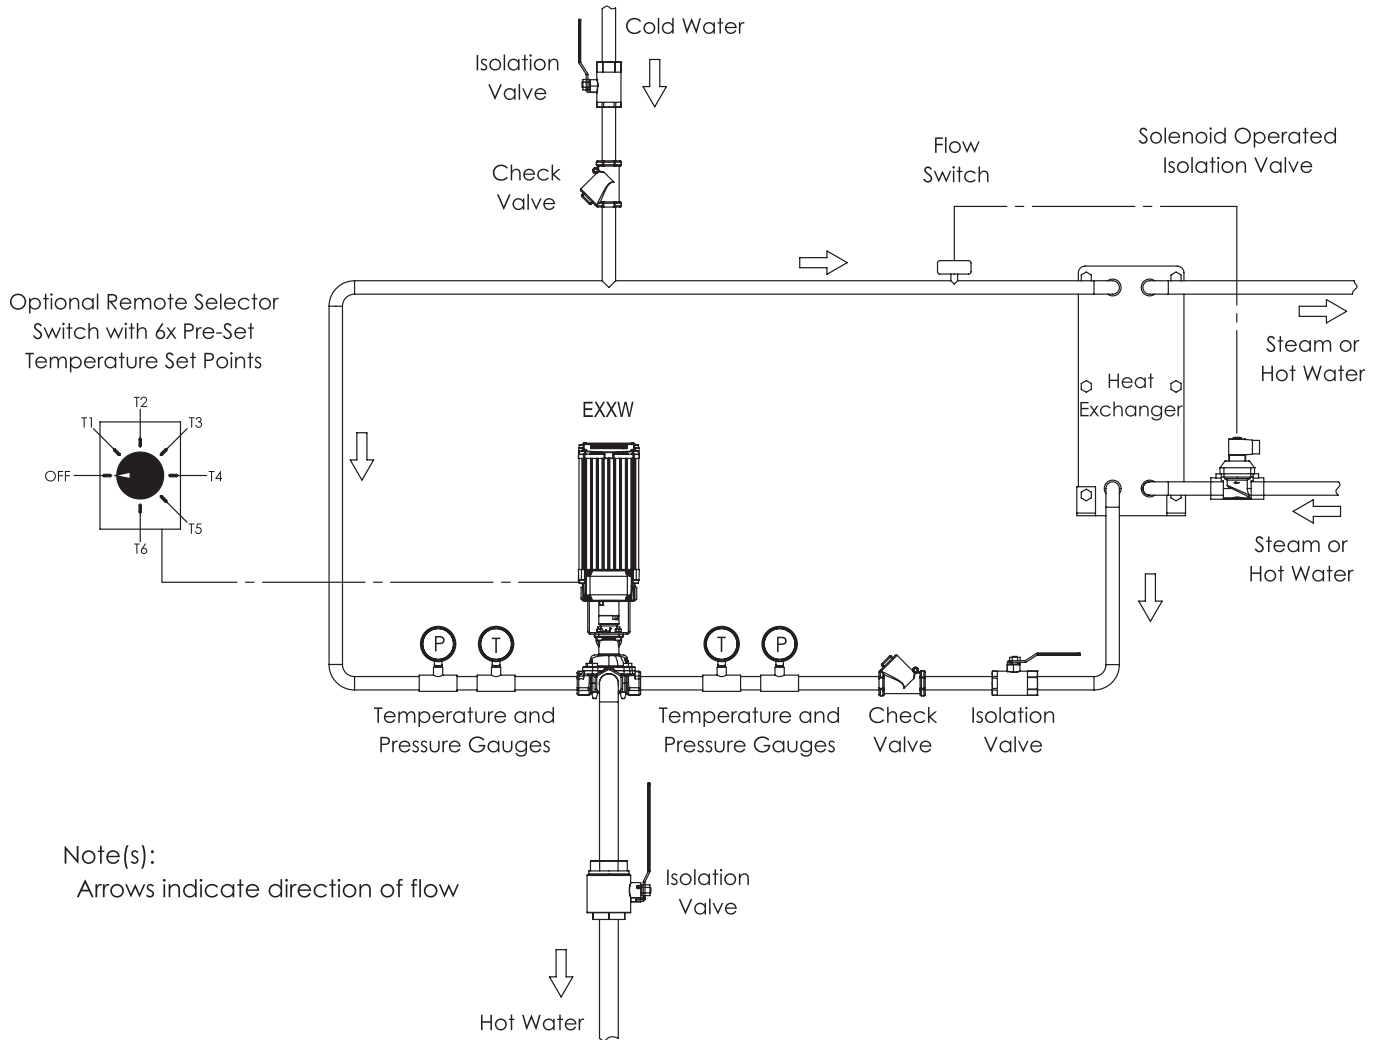 Cold Water
Isolation
Valve
Check
Valve
Flow
Switch
Solenoid Operated
Isolation Valve
Optional Remote Selector
Switch with 6x Pre-Set
Temperature Set Points
Steam or
Hot Water
Heat
Exchanger
EXXW
T2
T1
T3
OFF
T4
T5
T6
Steam or
Hot Water
P
T
T
P
Temperature and
Pressure Gauges
Temperature and
Pressure Gauges
Check
Valve
Isolation
Valve
Note(s):
Arrows indicate direction of flow
Isolation
Valve
Hot Water